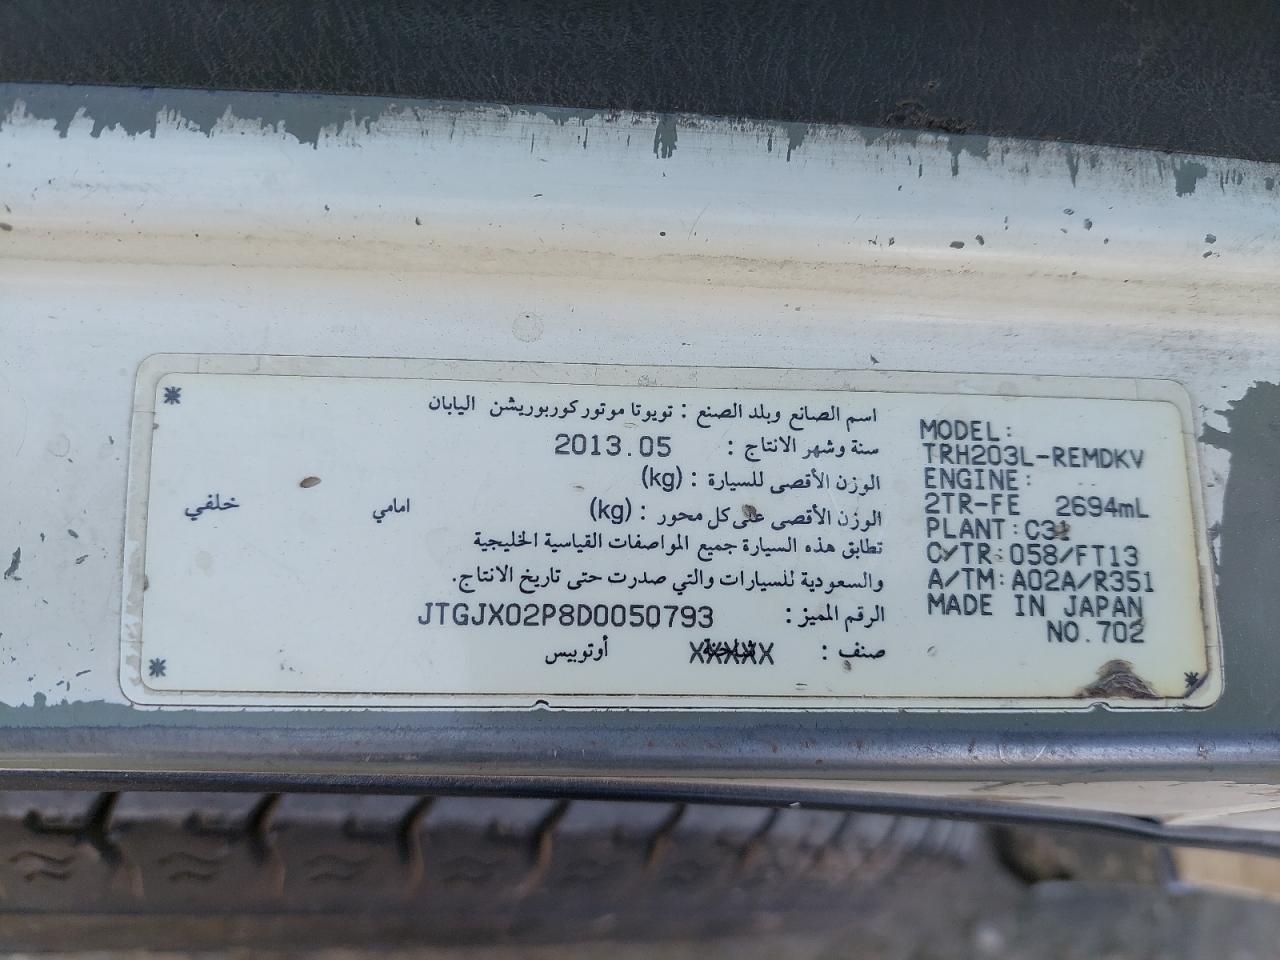 اسم الصانع وبلد الصنع : تويوتا موتور كوربوريشن اليابان
سنة وشهر الانتاج : 2013.05
الوزن الأقصى للسيارة : (kg)
الوزن الأقصى على كل محور : (kg) امامي خلفي
تطابق هذه السيارة جميع المواصفات القياسية الخليجية
والسعودية للسيارات والتي صدرت حتى تاريخ الانتاج.
الرقم المميز: JTGJX02P8D0050793
صنف : XXXXX أوتوبيس
MODEL:
TRH203L-REMDKV
ENGINE:
2TR-FE 2694mL
PLANT:C31
C/TR:058/FT13
A/TM:A02A/R351
MADE IN JAPAN
NO.702